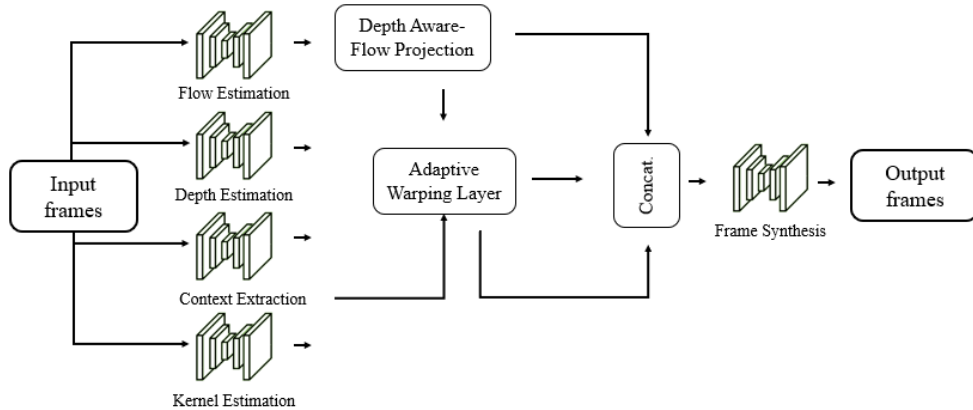 Depth Aware-
Flow Projection
Flow Estimation
Input
frames
Depth Estimation
Adaptive
Warping Layer
Concat.
Frame Synthesis
Output
frames
Context Extraction
Kernel Estimation